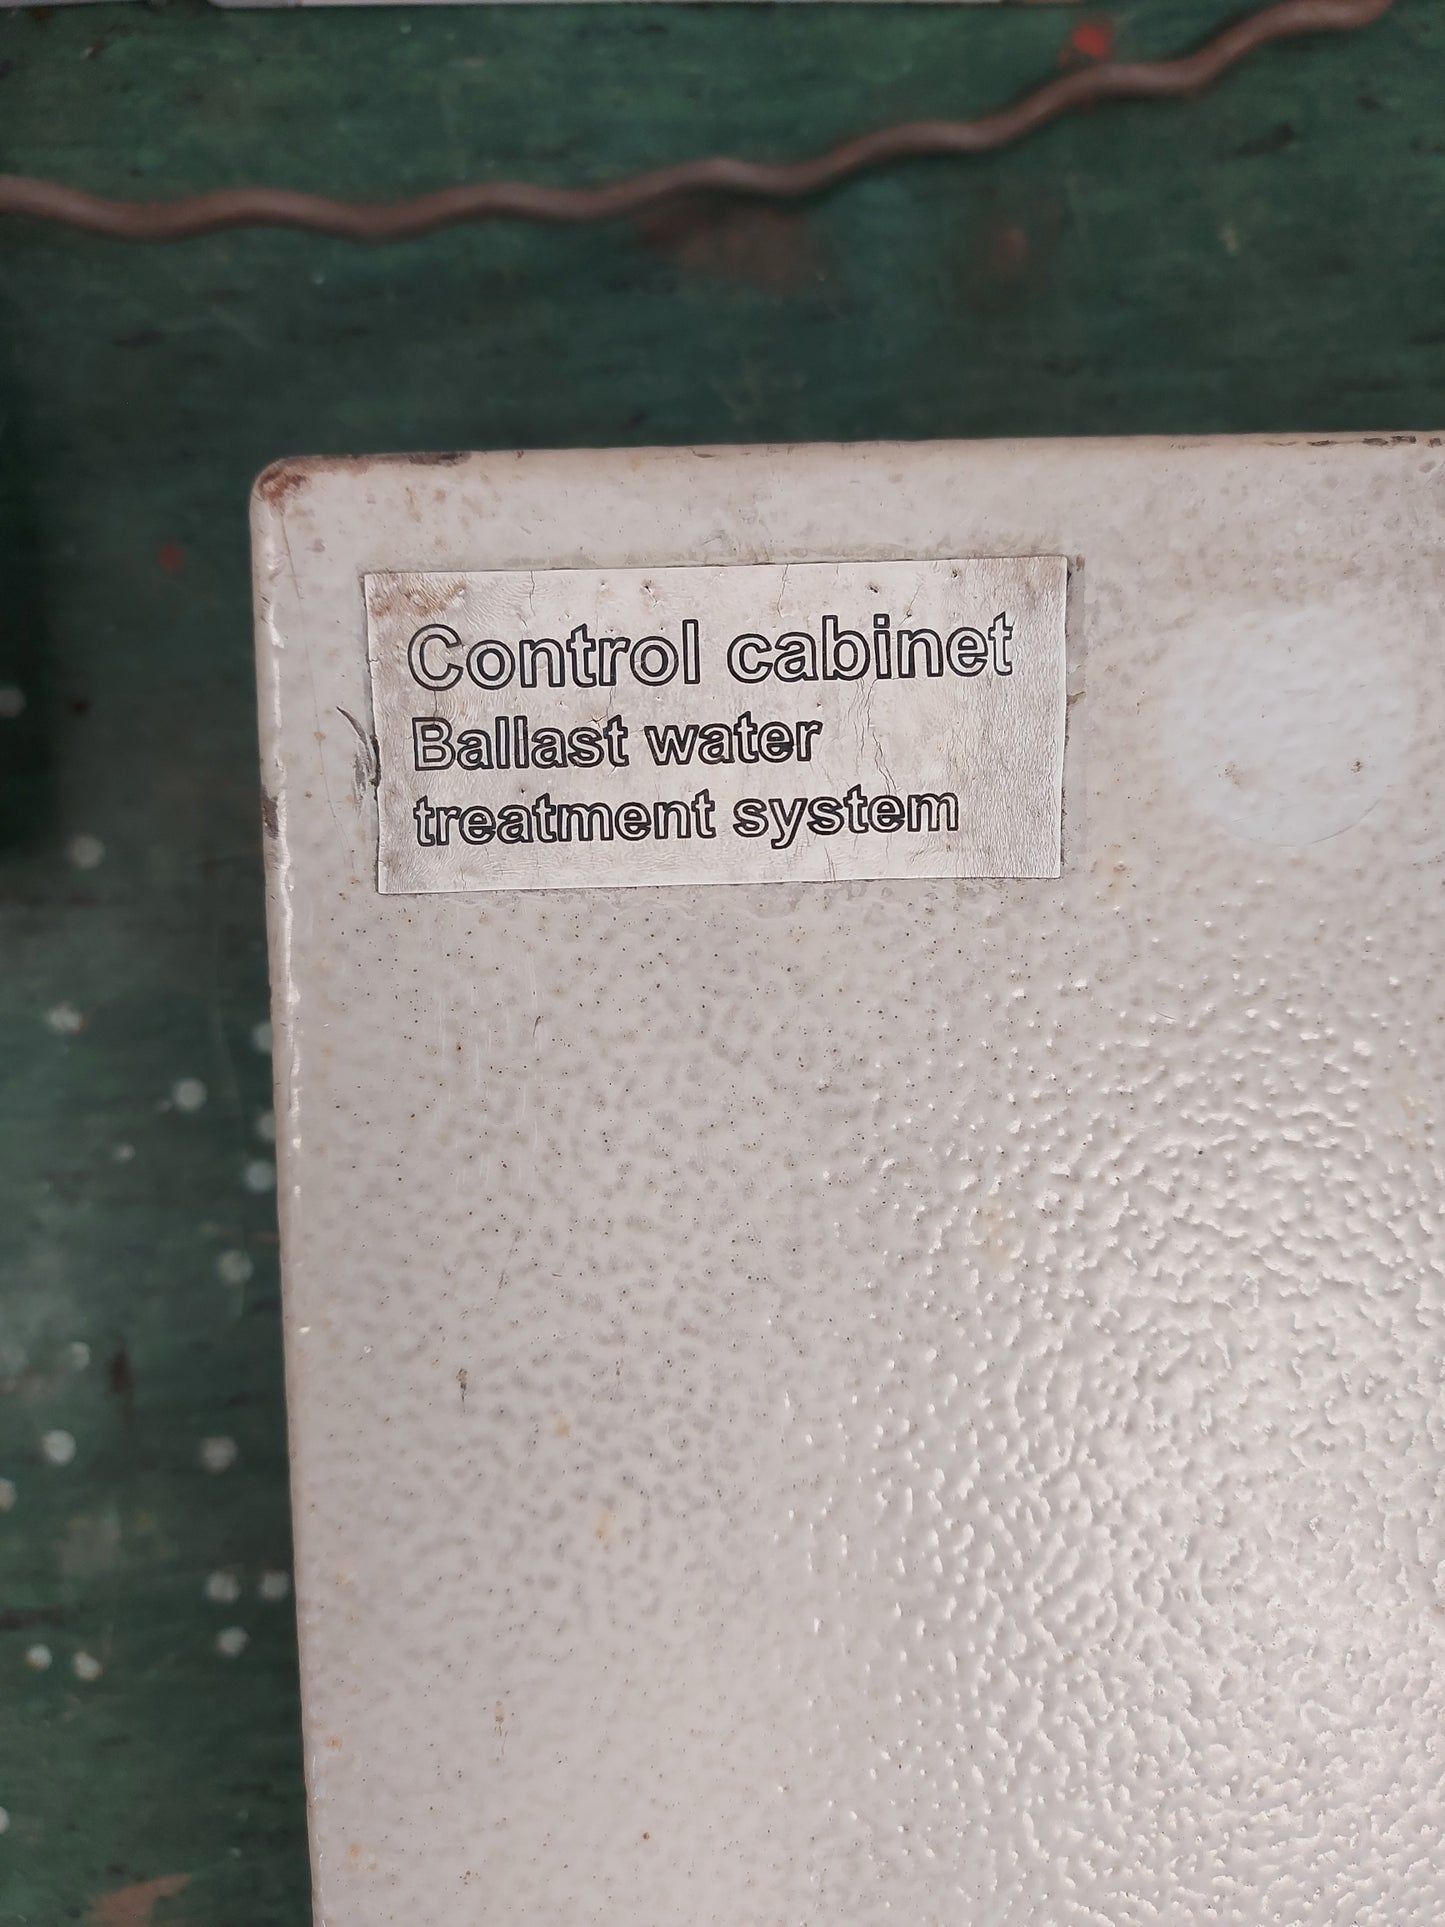 Control cabinet
Ballast water
treatment system